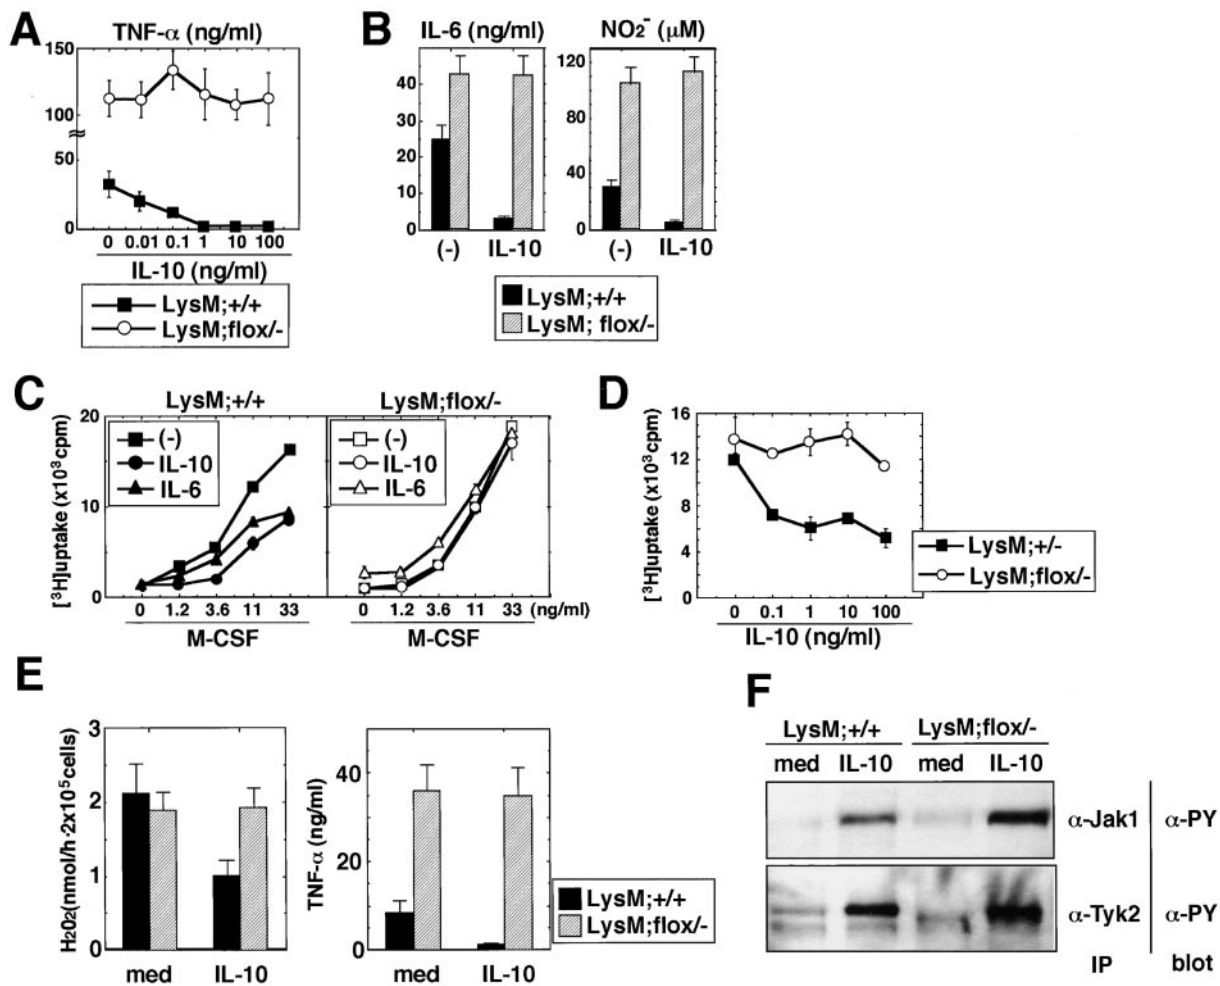 A
TNF-α (ng/ml)
150
100
50
0
0 0.01 0.1 1 10 100
IL-10 (ng/ml)
LysM;+/+
LysM;flox/-
B
IL-6 (ng/ml)
40
30
20
10
0
(-) IL-10
NO2⁻ (μM)
120
80
40
0
(-) IL-10
LysM;+/+
LysM; flox/-
C
LysM;+/+
[³H]uptake (x10³cpm)
20
10
0
(-)
IL-10
IL-6
0 1.2 3.6 11 33
M-CSF
LysM;flox/-
(-)
IL-10
IL-6
0 1.2 3.6 11 33 (ng/ml)
M-CSF
D
[³H]uptake (x10³cpm)
16
12
8
4
0
0 0.1 1 10 100
IL-10 (ng/ml)
LysM;+/-
LysM;flox/-
E
H2O2(nmol/h·2x10⁵cells)
3
2
1
0
med IL-10
TNF-α (ng/ml)
40
20
0
med IL-10
LysM;+/+
LysM;flox/-
F
LysM;+/+ LysM;flox/-
med IL-10 med IL-10
α-Jak1 α-PY
α-Tyk2 α-PY
IP blot